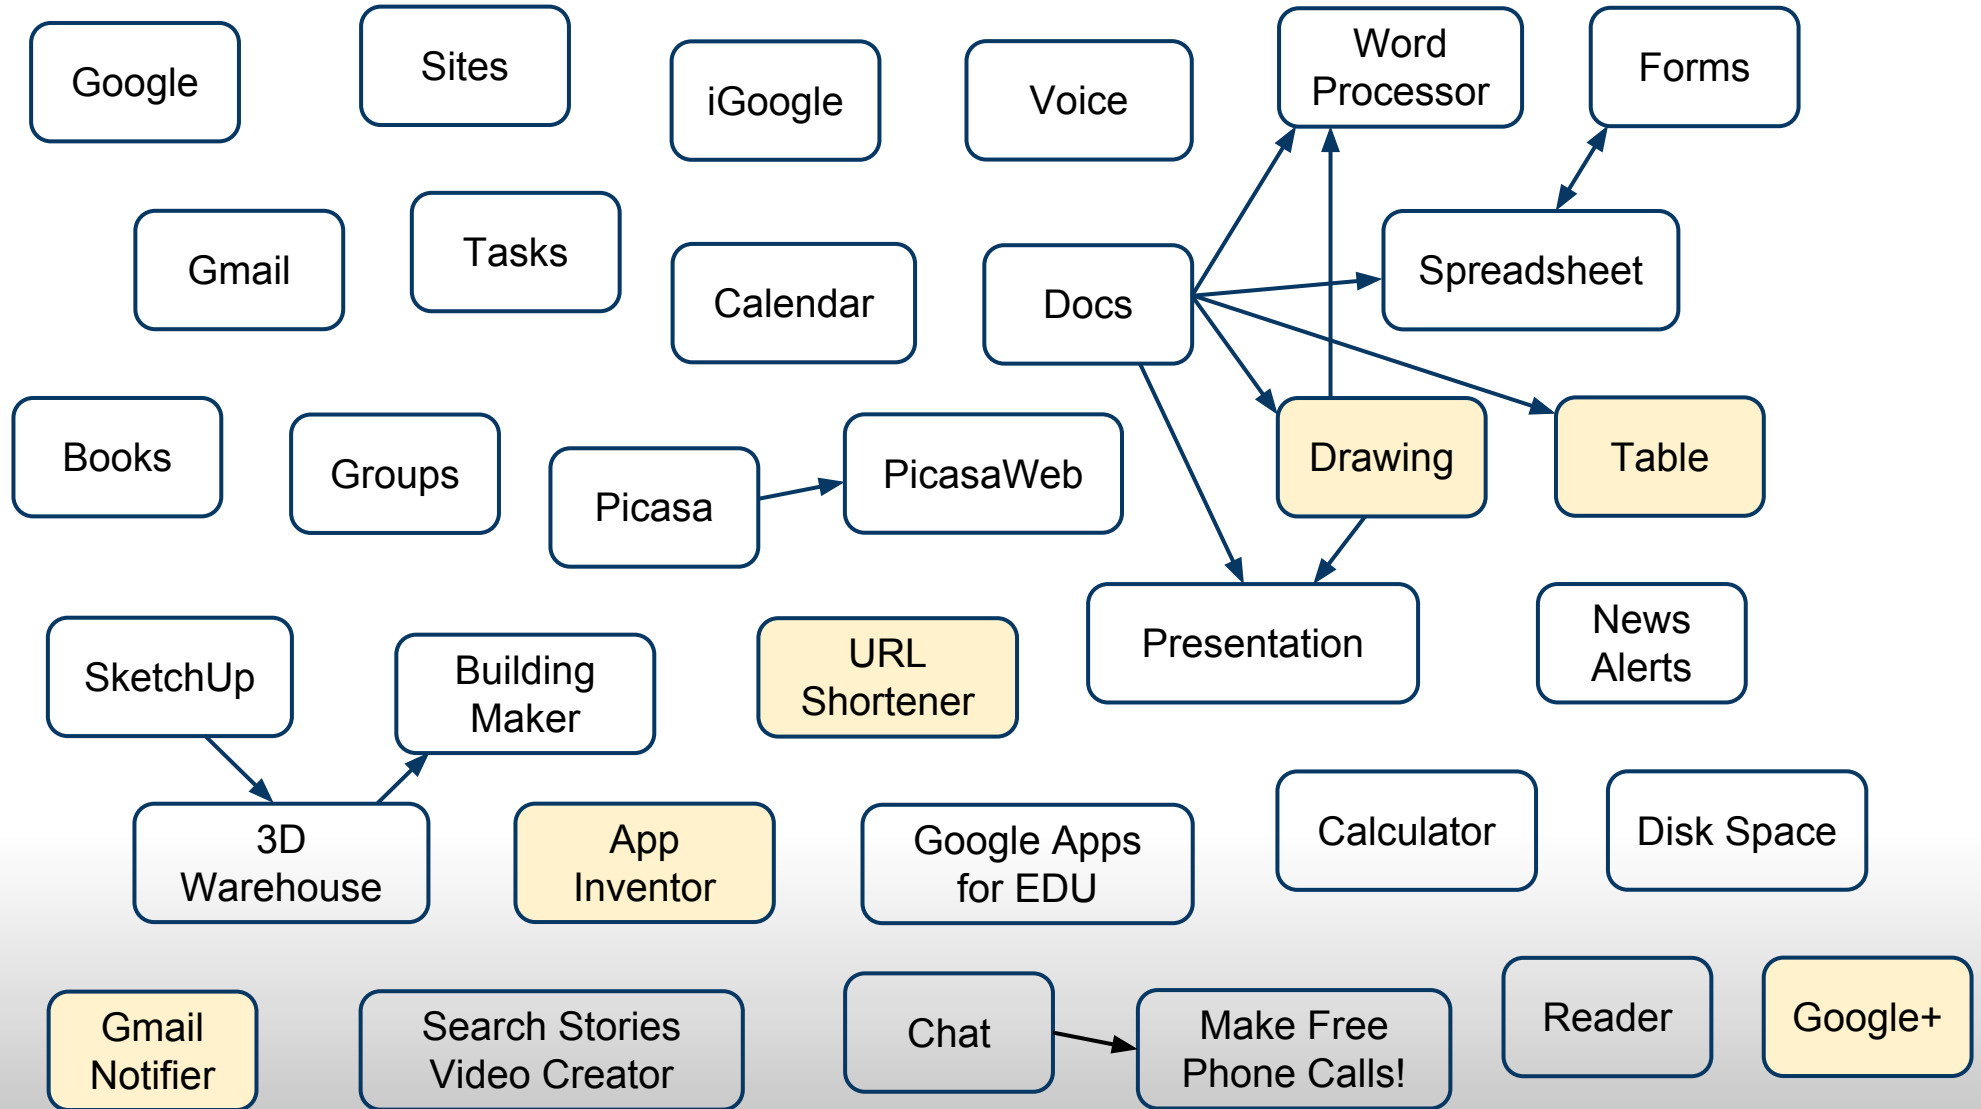 Google
Sites
iGoogle
Voice
Word
Processor
Forms
Gmail
Tasks
Calendar
Docs
Spreadsheet
Books
Groups
Picasa
PicasaWeb
Drawing
Table
SketchUp
Building
Maker
URL
Shortener
Presentation
News
Alerts
3D
Warehouse
App
Inventor
Google Apps
for EDU
Calculator
Disk Space
Gmail
Notifier
Search Stories
Video Creator
Chat
Make Free
Phone Calls!
Reader
Google+